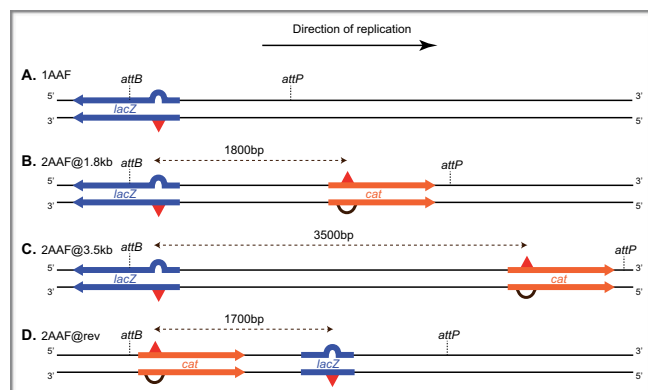 Direction of replication
A. 1AAF
attB attP
5' 3'
lacZ
3' 5'
1800bp
B. 2AAF@1.8kb
attB attP
5' 3'
lacZ cat
3' 5'
3500bp
C. 2AAF@3.5kb
attB attP
5' 3'
lacZ cat
3' 5'
1700bp
D. 2AAF@rev
attB attP
5' 3'
cat lacZ
3' 5'